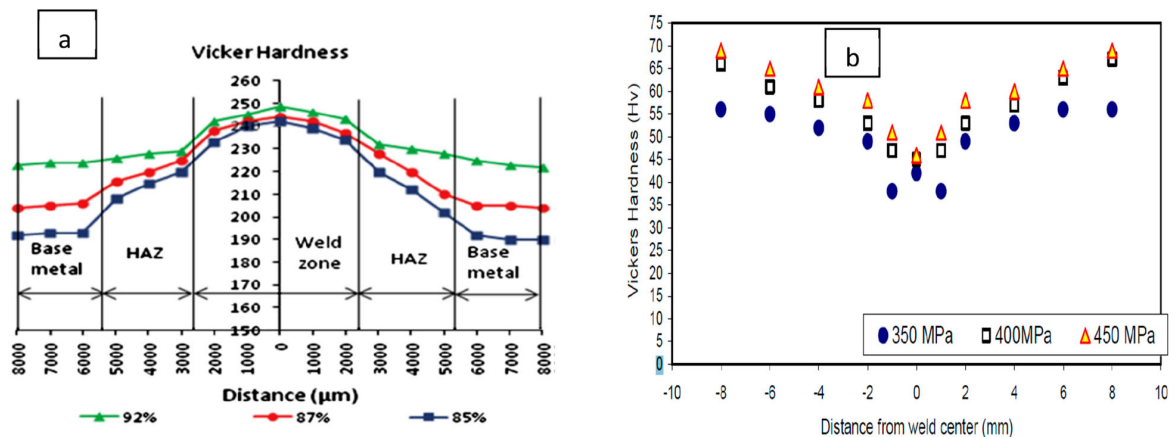 a
Vicker Hardness
260
250
240
230
220
210
200
190
180
170
160
150
Base metal
HAZ
Weld zone
HAZ
Base metal
8000 7000 6000 5000 4000 3000 2000 1000 0 1000 2000 3000 4000 5000 6000 7000 8000
Distance (µm)
92% 87% 85%
b
Vickers Hardness (Hv)
75
70
65
60
55
50
45
40
35
30
25
20
15
10
5
0
350 MPa 400MPa 450 MPa
-10 -8 -6 -4 -2 0 2 4 6 8 10
Distance from weld center (mm)